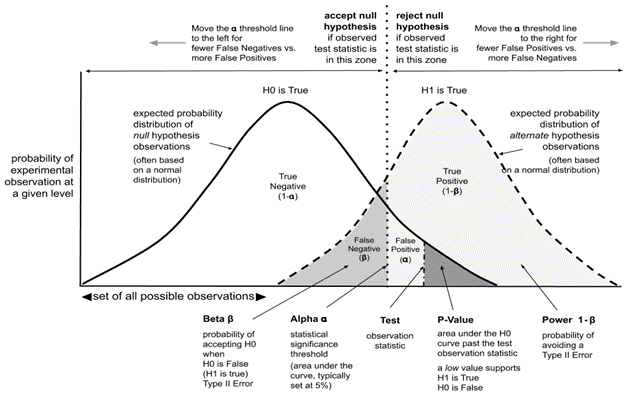 Move the α threshold line
to the left for
fewer False Negatives vs.
more False Positives
accept null
hypothesis
if observed
test statistic is
in this zone
reject null
hypothesis
if observed
test statistic is
in this zone
Move the α threshold line
to the right for
fewer False Positives vs.
more False Negatives
H0 is True
H1 is True
expected probability
distribution of
null hypothesis
observations
(often based
on a normal
distribution)
expected probability
distribution of
alternate hypothesis
observations
(often based
on a normal
distribution)
probability of
experimental
observation at
a given level
True
Negative
(1-α)
True
Positive
(1-β)
False
Negative
(β)
False
Positive
(α)
set of all possible observations
Beta β
probability of
accepting H0
when
H0 is False
(H1 is true)
Type II Error
Alpha α
statistical
significance
threshold
(area under the
curve, typically
set at 5%)
Test
observation
statistic
P-Value
area under the H0
curve past the test
observation statistic
a low value supports
H1 is True
H0 is False
Power 1-β
probability of
avoiding a
Type II Error